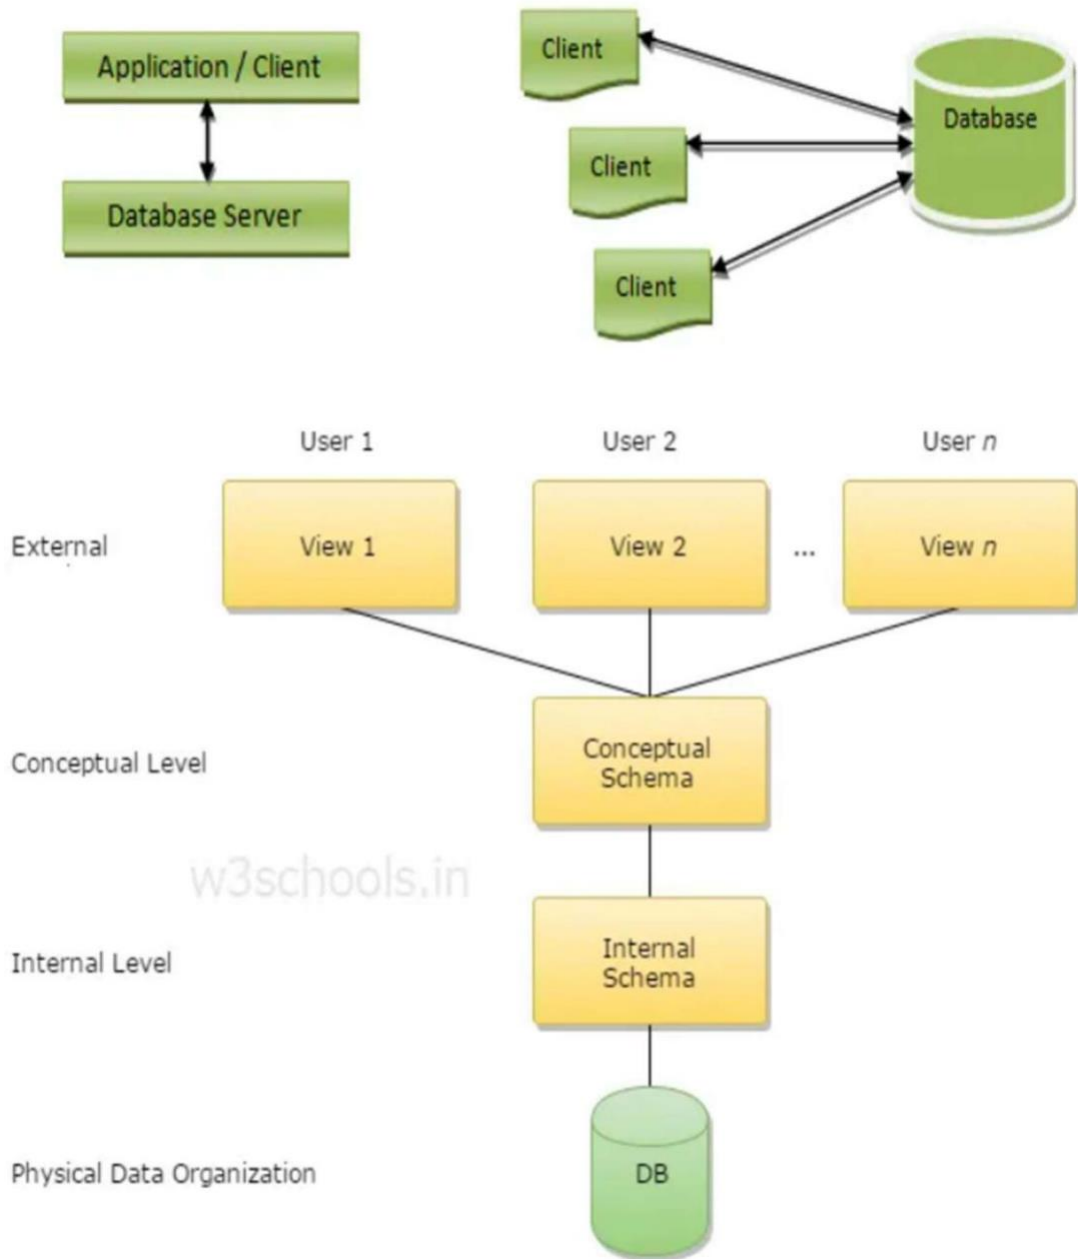 Application / Client
Database Server
Client
Client
Client
Database
User 1
User 2
User n
External
View 1
View 2
...
View n
Conceptual Level
Conceptual
Schema
w3schools.in
Internal Level
Internal
Schema
Physical Data Organization
DB